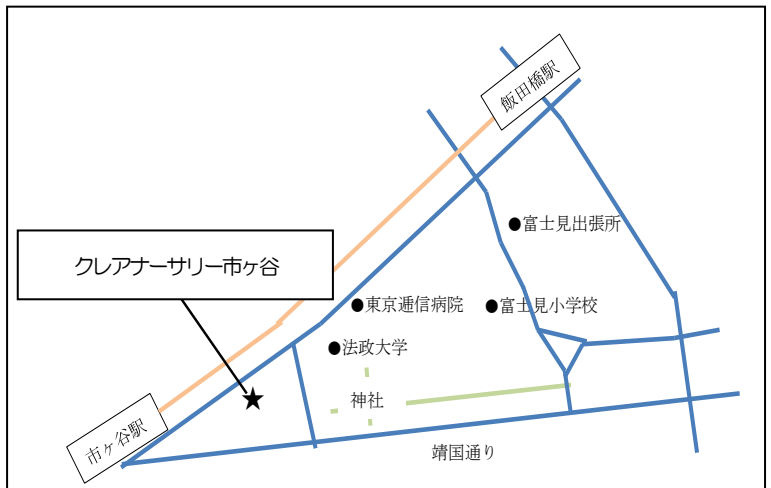 飯田橋駅
●富士見出張所
クレアナーサリー市ヶ谷
●東京通信病院
●富士見小学校
●法政大学
神社
市ヶ谷駅
靖国通り